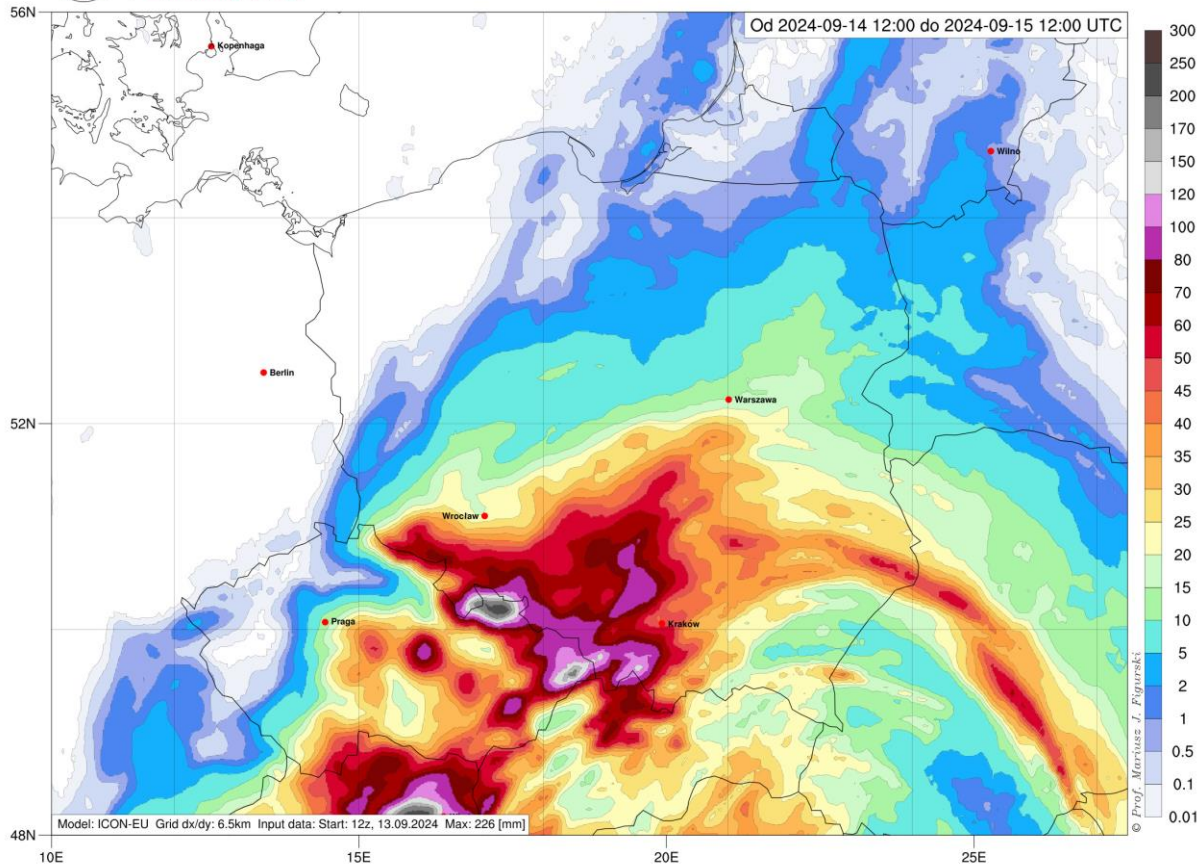 56N
Od 2024-09-14 12:00 do 2024-09-15 12:00 UTC
300
250
200
170
150
120
100
80
70
60
50
45
40
35
30
25
20
15
10
5
2
1
0.5
0.1
0.01
Kopenhaga
Wilno
Berlin
Warszawa
52N
Wrocław
Praga
Kraków
© Prof. Mariusz J. Figurski
Model: ICON-EU Grid dx/dy: 6.5km Input data: Start: 12z, 13.09.2024 Max: 226 [mm]
48N
10E
15E
20E
25E